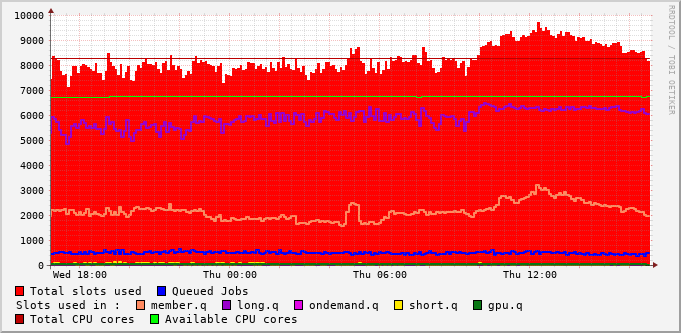 10000
9000
8000
7000
6000
5000
4000
3000
2000
1000
0
Wed 18:00 Thu 00:00 Thu 06:00 Thu 12:00
RRDTOOL / TOBI OETIKER
Total slots used Queued Jobs
Slots used in : member.q long.q ondemand.q short.q gpu.q
Total CPU cores Available CPU cores